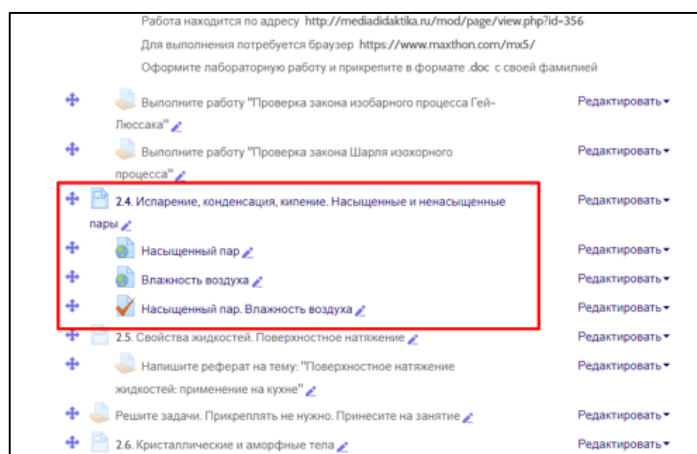 Работа находится по адресу http://mediadidaktika.ru/mod/page/view.php?id=356
Для выполнения потребуется браузер https://www.maxthon.com/mx5/
Оформите лабораторную работу и прикрепите в формате .doc с своей фамилией
Выполните работу "Проверка закона изобарного процесса Гей-
Люссака"
Редактировать
Выполните работу "Проверка закона Шарля изохорного
процесса"
Редактировать
2.4. Испарение, конденсация, кипение. Насыщенные и ненасыщенные
пары
Редактировать
Насыщенный пар
Редактировать
Влажность воздуха
Редактировать
Насыщенный пар. Влажность воздуха
Редактировать
2.5. Свойства жидкостей. Поверхностное натяжение
Редактировать
Напишите реферат на тему: "Поверхностное натяжение
жидкостей: применение на кухне"
Редактировать
Решите задачи. Прикреплять не нужно. Принесите на занятие
Редактировать
2.6. Кристаллические и аморфные тела
Редактировать